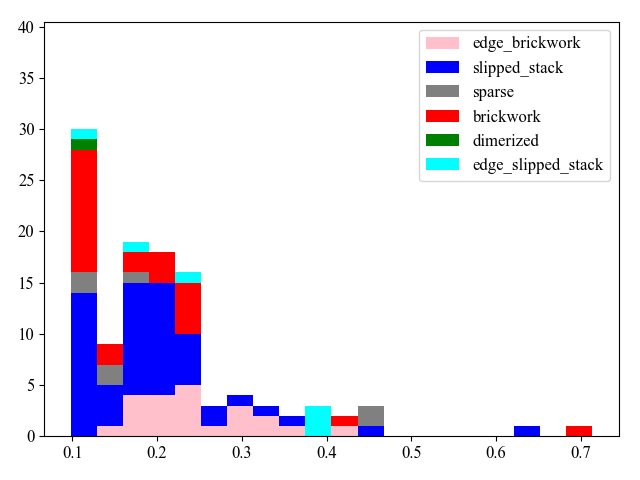 40
35
30
25
20
15
10
5
0
0.1 0.2 0.3 0.4 0.5 0.6 0.7
edge_brickwork
slipped_stack
sparse
brickwork
dimerized
edge_slipped_stack